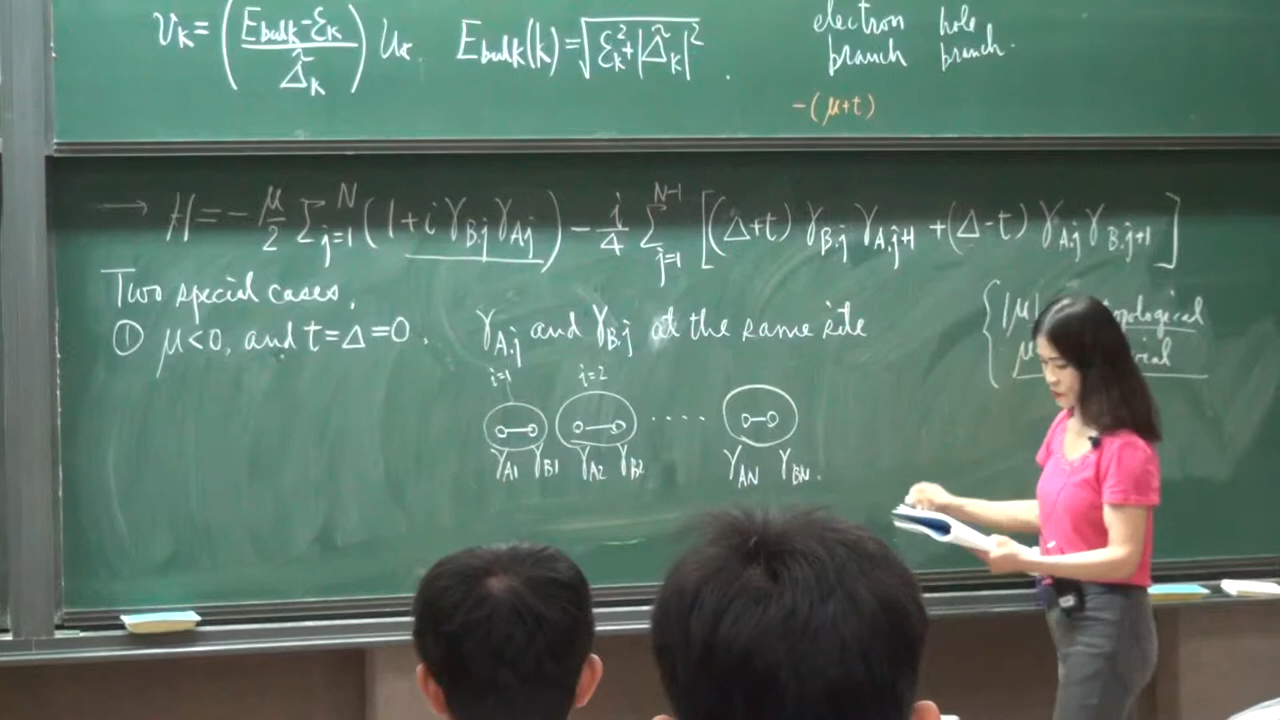 v_k = ( (E_bulk - ε_k) / Δ̃_k ) u_k. E_bulk(k) = √(ε_k² + |Δ̃_k|²).
electron hole
branch branch.
-(μ+t)
→ H = -μ/2 Σ_{j=1}^{N} (1 + i γ_{B,j} γ_{A,j}) - i/4 Σ_{j=1}^{N-1} [(Δ+t) γ_{B,j} γ_{A,j+1} + (Δ-t) γ_{A,j} γ_{B,j+1}]
Two special cases.
① μ<0, and t=Δ=0. γ_{A,j} and γ_{B,j} at the same site
{ |μ| topological
μ
i=1 i=2
....
γ_{A1} γ_{B1} γ_{A2} γ_{B2} γ_{AN} γ_{BN}.